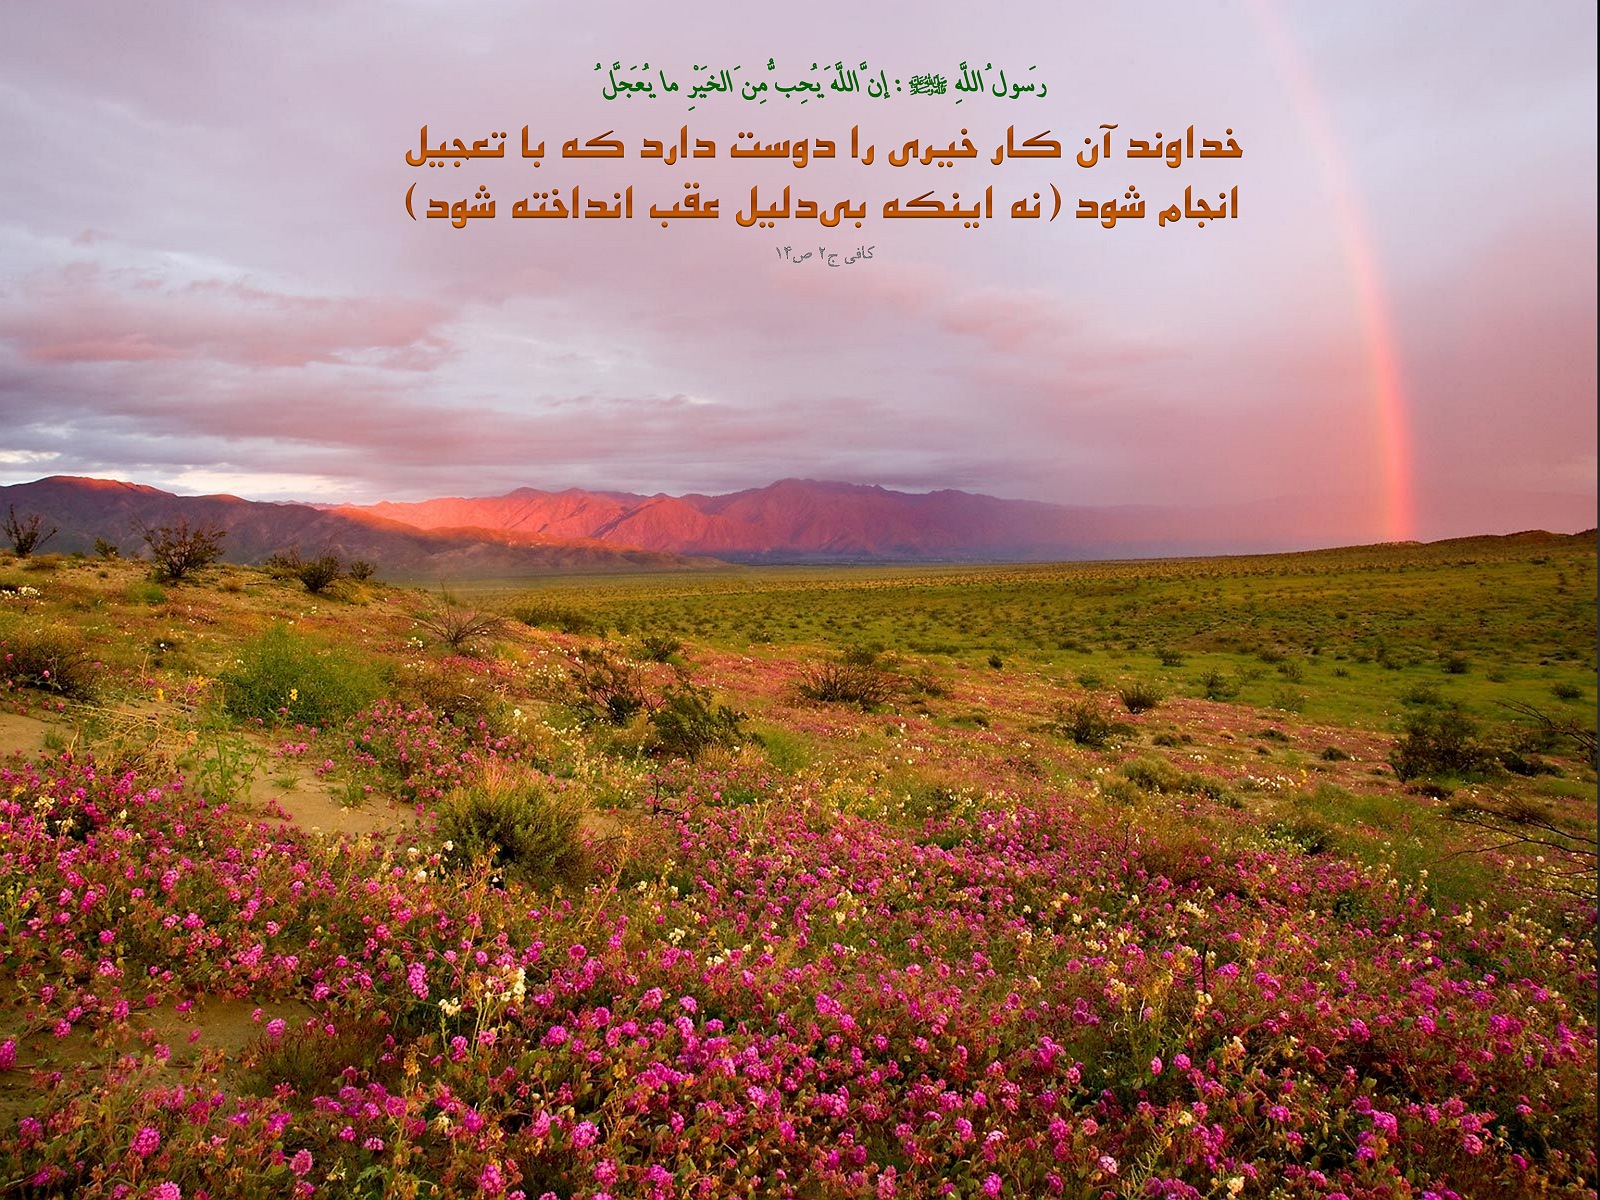 رَسولُ اللَّهِ ﷺ : إنَّ اللَّهَ يُحِبُّ مِنَ الخَيْرِ ما يُعَجَّلُ
خداوند آن کار خیری را دوست دارد که با تعجیل
انجام شود (نه اینکه بی‌دلیل عقب انداخته شود)
کافی ج۲ ص۱۴